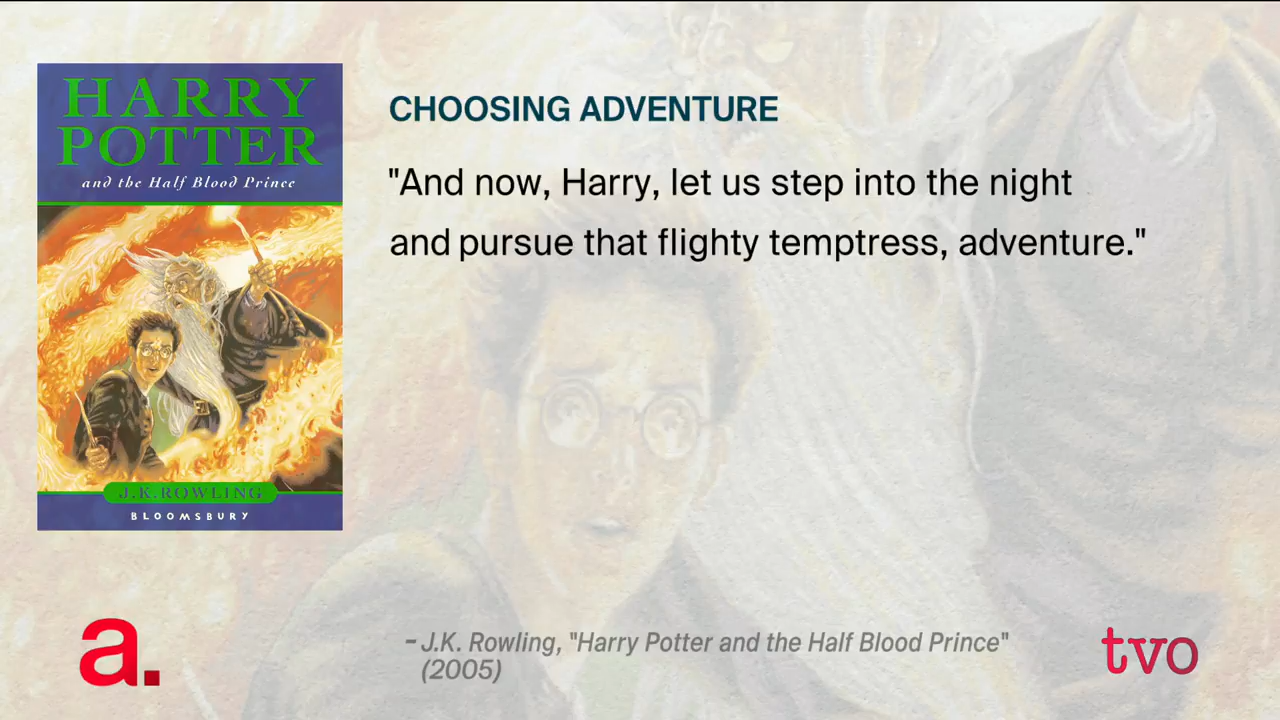 HARRY
POTTER
and the Half Blood Prince
J.K.ROWLING
BLOOMSBURY
CHOOSING ADVENTURE
"And now, Harry, let us step into the night
and pursue that flighty temptress, adventure."
- J.K. Rowling, "Harry Potter and the Half Blood Prince"
(2005)
a.
tvo